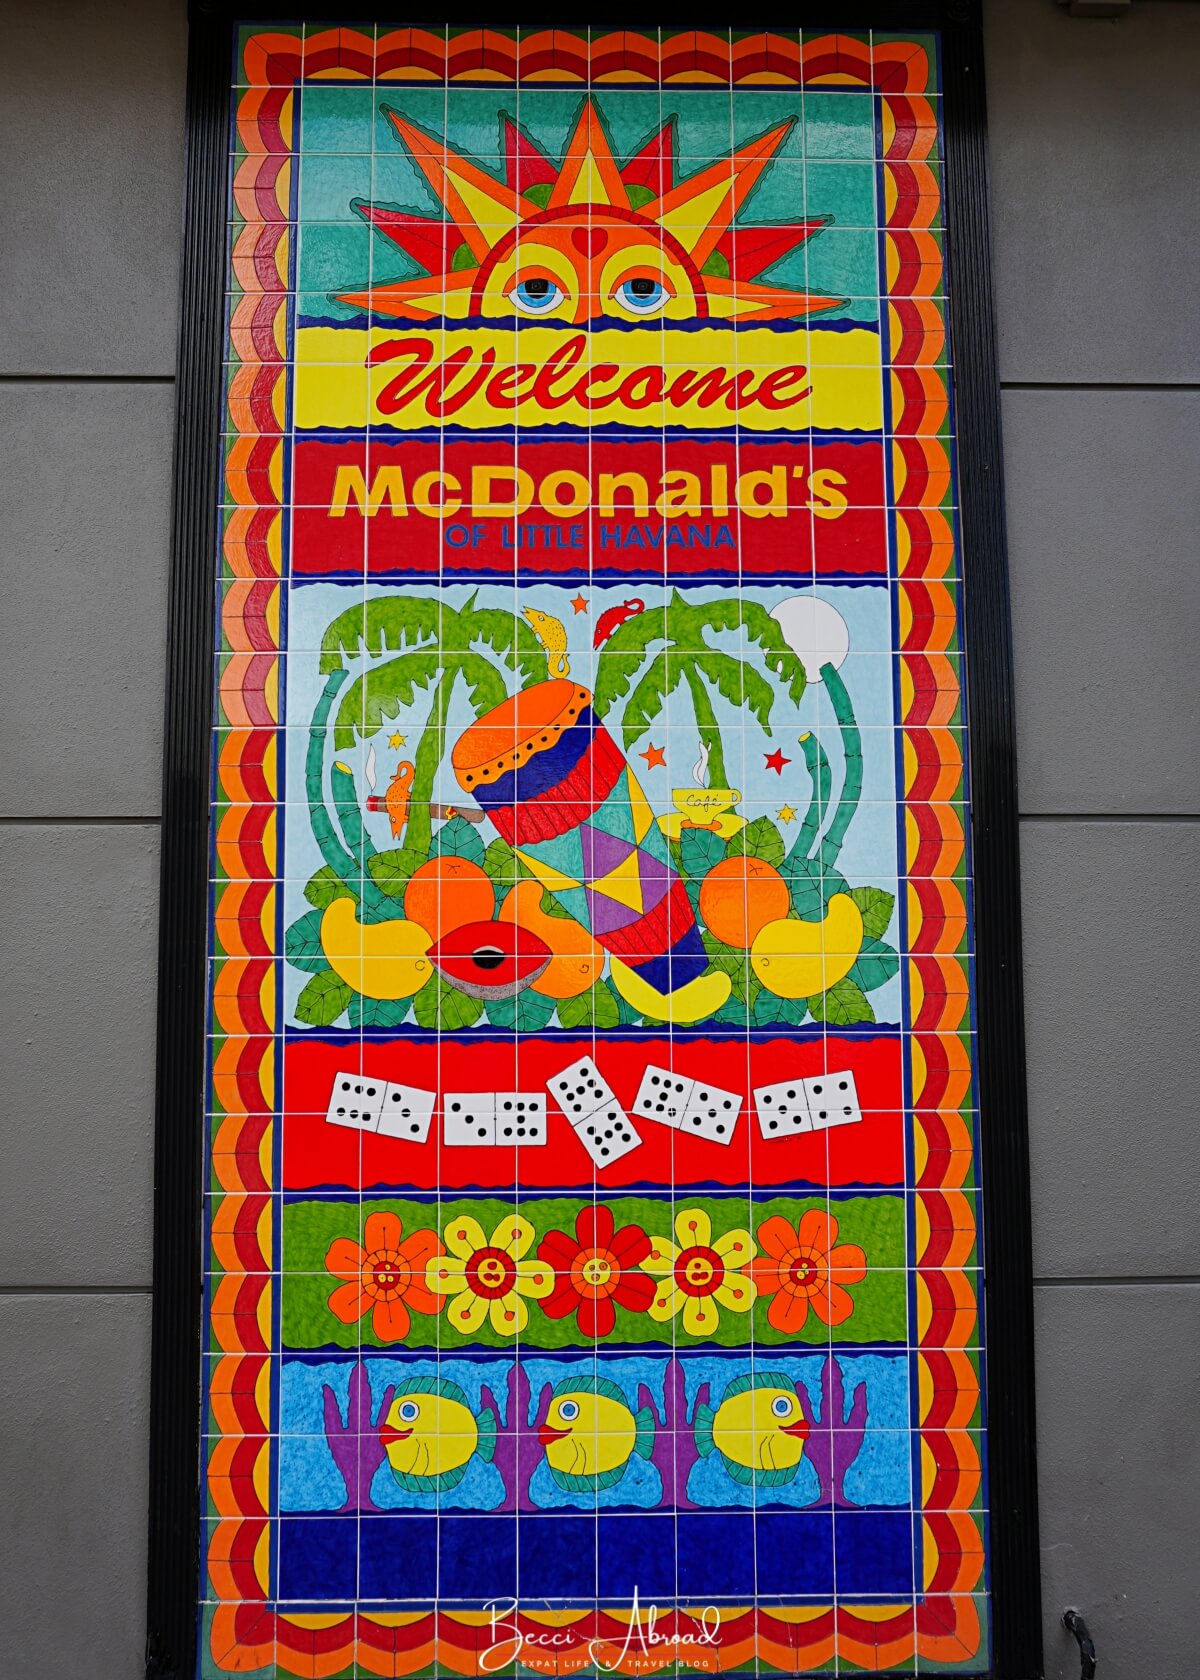 Welcome
McDonald's
OF LITTLE HAVANA
Café
Becci Abroad
EXPAT LIFE & TRAVEL BLOG